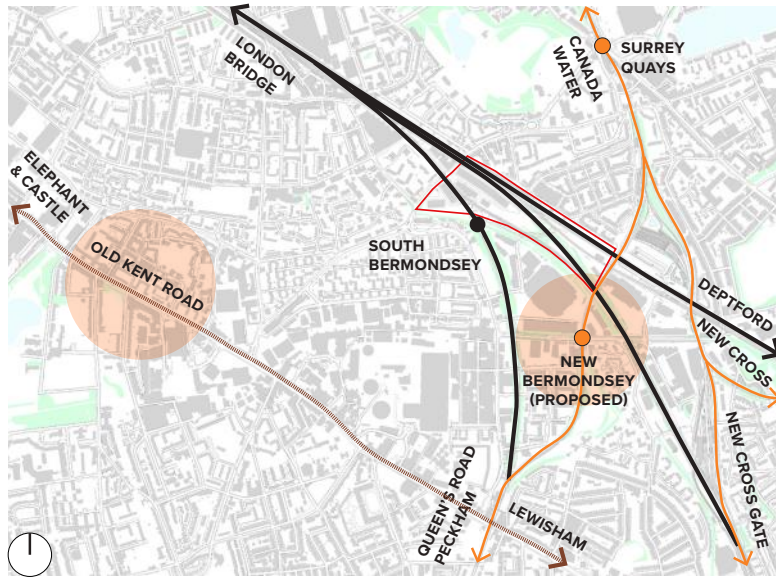 LONDON
BRIDGE
CANADA
WATER
SURREY
QUAYS
ELEPHANT
& CASTLE
OLD KENT ROAD
SOUTH
BERMONDSEY
DEPTFORD
NEW CROSS
NEW
BERMONDSEY
(PROPOSED)
NEW CROSS GATE
QUEEN'S ROAD
PECKHAM
LEWISHAM